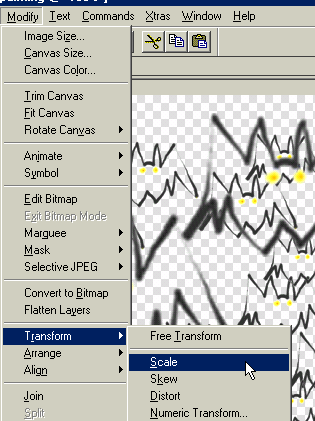 Modify Text Commands Xtras Window Help
Image Size...
Canvas Size...
Canvas Color...
Trim Canvas
Fit Canvas
Rotate Canvas
Animate
Symbol
Edit Bitmap
Exit Bitmap Mode
Marquee
Mask
Selective JPEG
Convert to Bitmap
Flatten Layers
Transform
Arrange
Align
Join
Split
Free Transform
Scale
Skew
Distort
Numeric Transform...